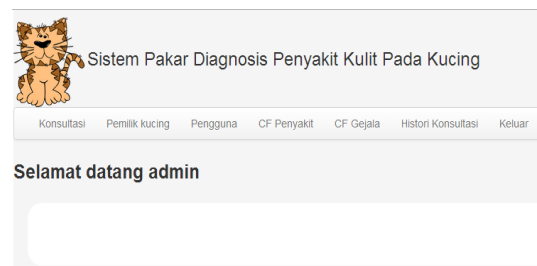 Sistem Pakar Diagnosis Penyakit Kulit Pada Kucing
Konsultasi Pemilik kucing Pengguna CF Penyakit CF Gejala Histori Konsultasi Keluar
Selamat datang admin